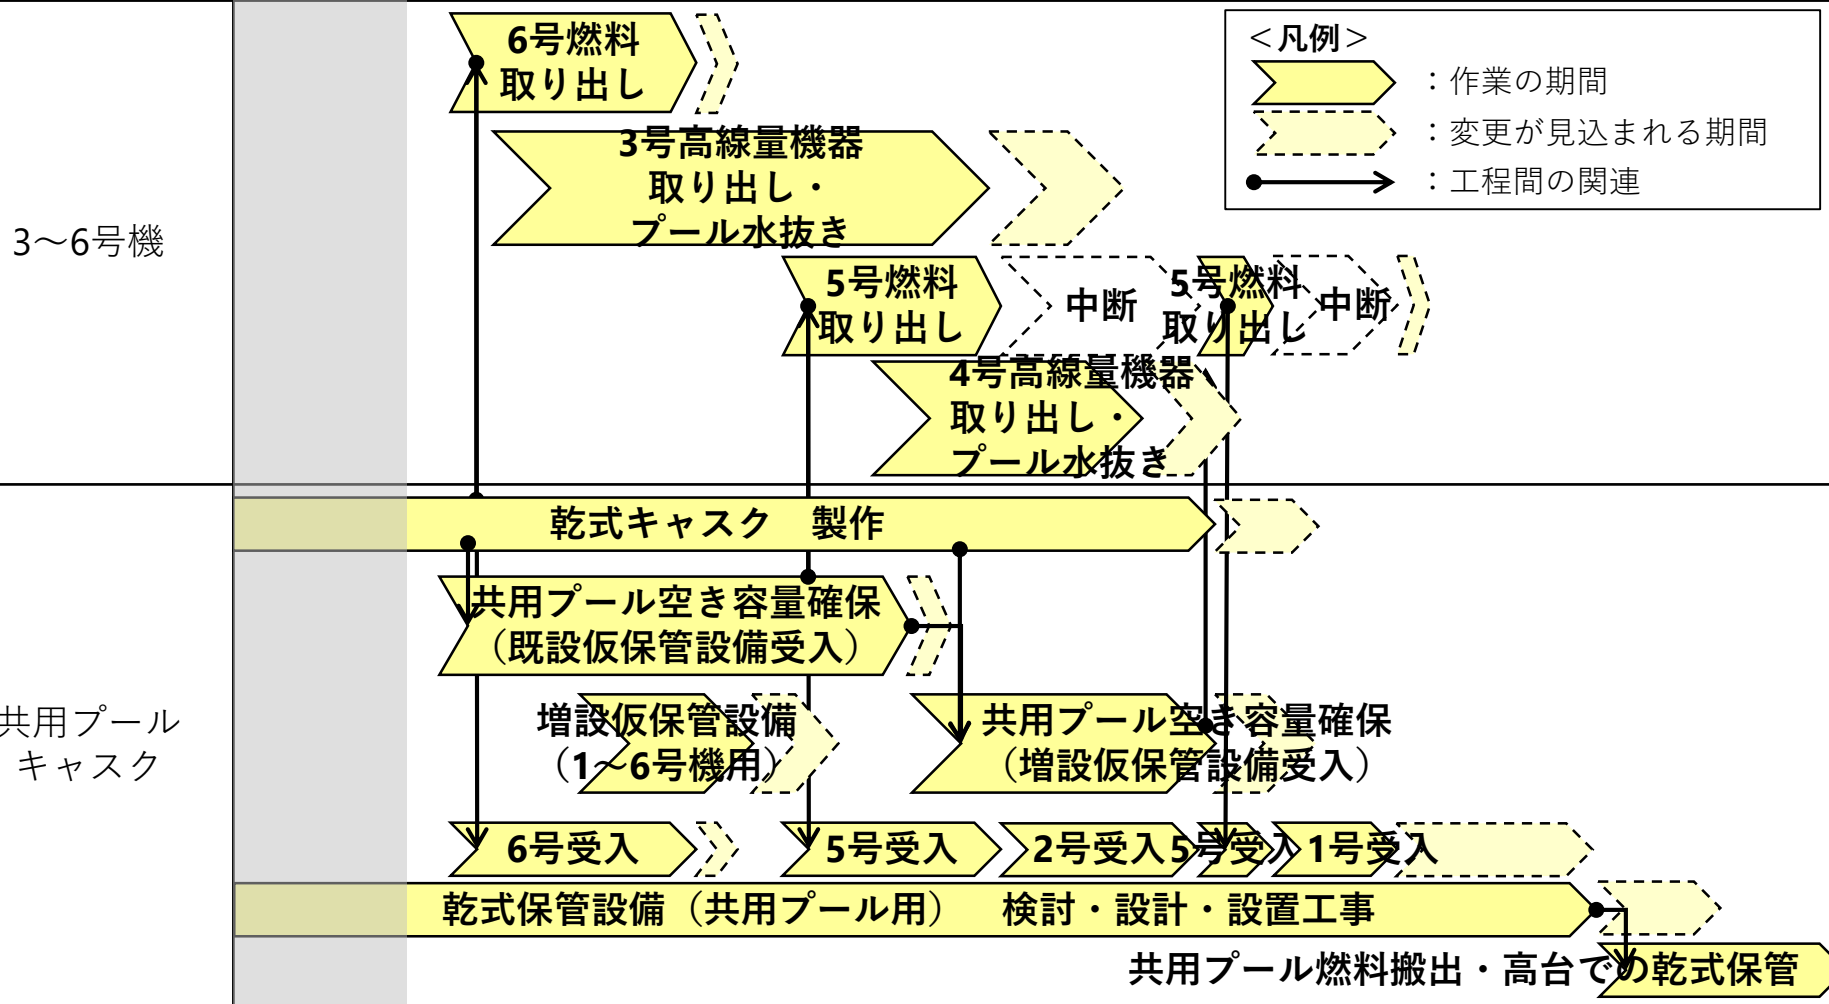 6号燃料
取り出し
＜凡例＞
：作業の期間
：変更が見込まれる期間
：工程間の関連
3号高線量機器
取り出し・
プール水抜き
3～6号機
5号燃料
取り出し
中断
5号燃料
取り出し
中断
4号高線量機器
取り出し・
プール水抜き
乾式キャスク　製作
共用プール空き容量確保
（既設仮保管設備受入）
共用プール
キャスク
増設仮保管設備
（1～6号機用）
共用プール空き容量確保
（増設仮保管設備受入）
6号受入
5号受入
2号受入
5号受入
1号受入
乾式保管設備（共用プール用）　検討・設計・設置工事
共用プール燃料搬出・高台での乾式保管